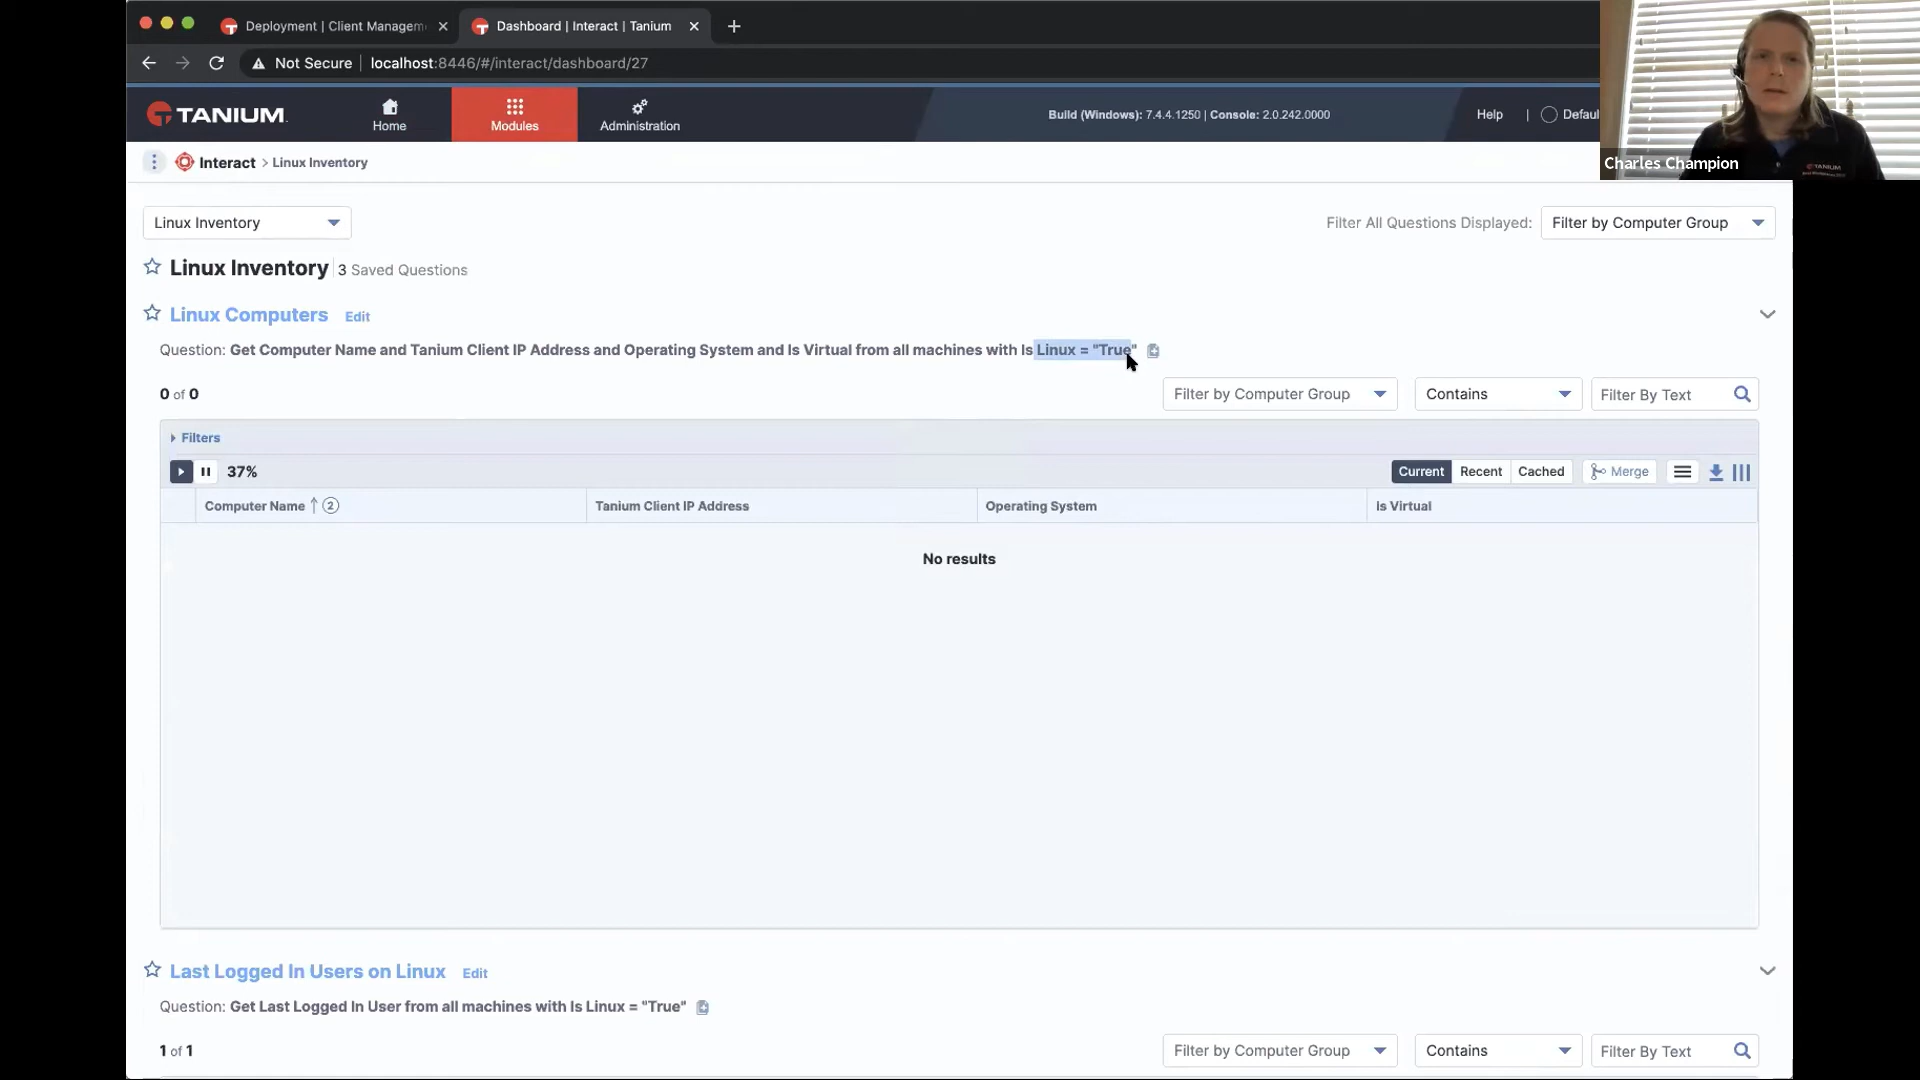 Deployment | Client Managem
Dashboard | Interact | Tanium
Not Secure | localhost:8446/#/interact/dashboard/27
TANIUM
Home
Modules
Administration
Build (Windows): 7.4.4.1250 | Console: 2.0.242.0000
Help | Defaul
Charles Champion
TANIUM
Interact > Linux Inventory
Linux Inventory
Filter All Questions Displayed: Filter by Computer Group
Linux Inventory 3 Saved Questions
Linux Computers Edit
Question: Get Computer Name and Tanium Client IP Address and Operating System and Is Virtual from all machines with Is Linux = "True"
0 of 0 Filter by Computer Group Contains Filter By Text
Filters
37% Current Recent Cached Merge
Computer Name ↑ 2 Tanium Client IP Address Operating System Is Virtual
No results
Last Logged In Users on Linux Edit
Question: Get Last Logged In User from all machines with Is Linux = "True"
1 of 1 Filter by Computer Group Contains Filter By Text